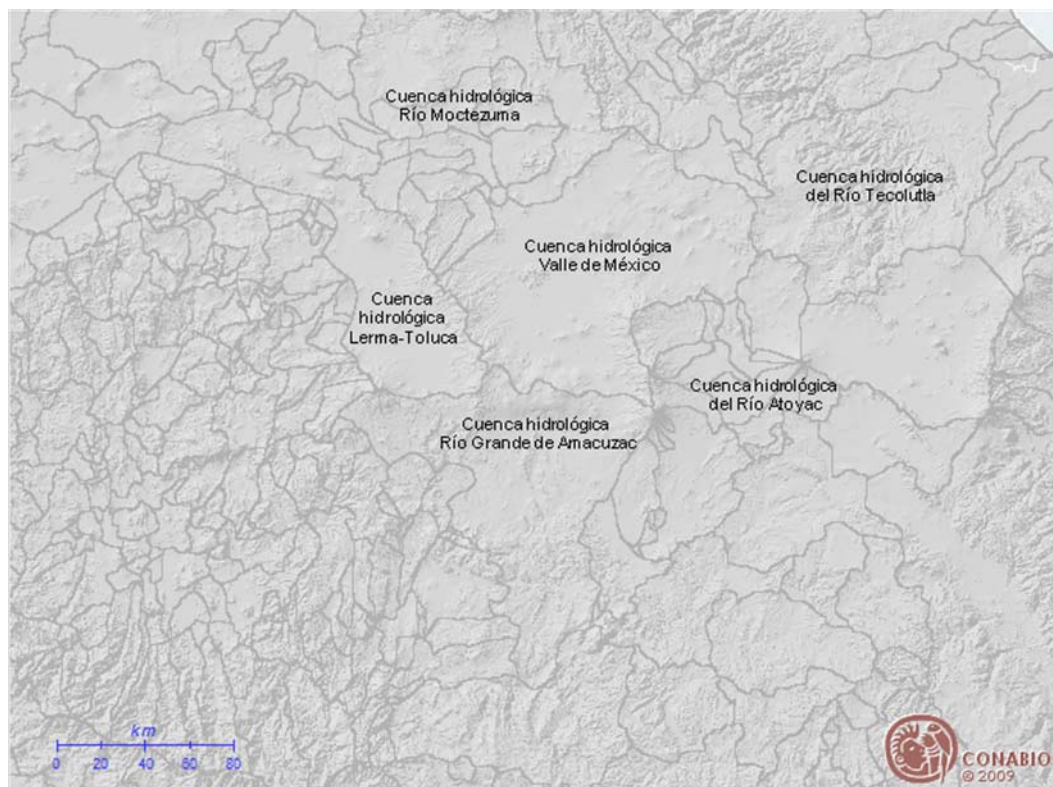 Cuenca hidrológica
Río Moctezuma
Cuenca hidrológica
del Río Tecolutla
Cuenca hidrológica
Valle de México
Cuenca
hidrológica
Lerma-Toluca
Cuenca hidrológica
del Río Atoyac
Cuenca hidrológica
Río Grande de Amacuzac
km
0 20 40 60 80
CONABIO
© 2009